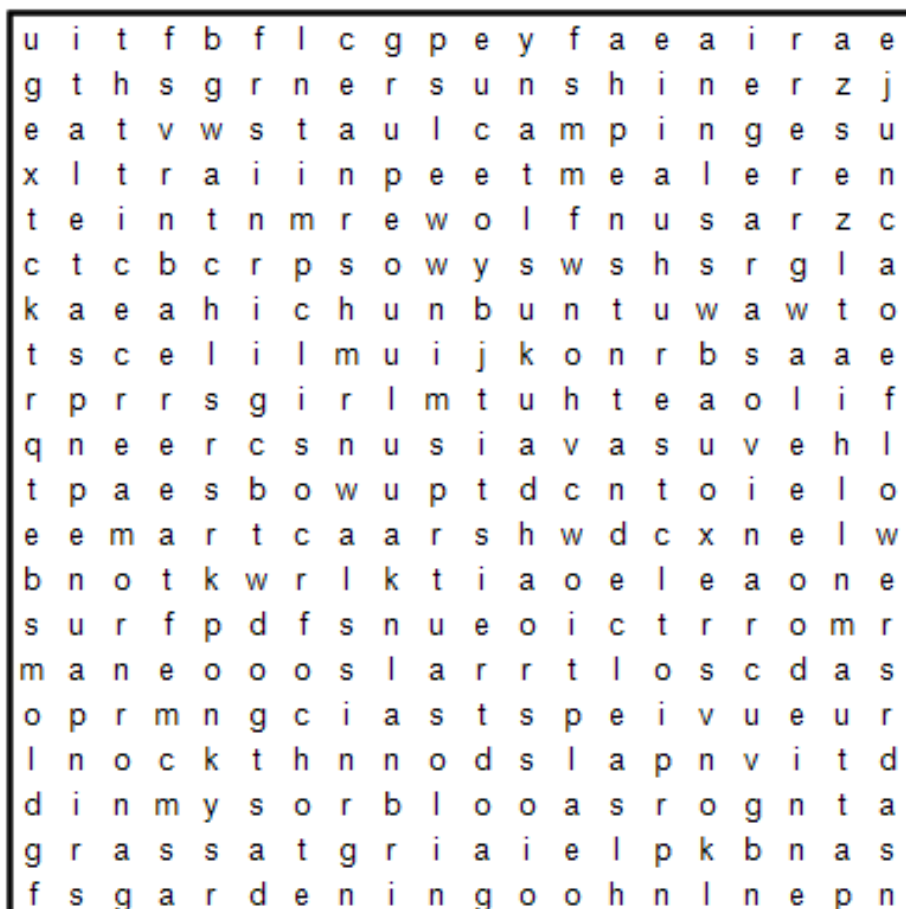 u i t f b f l c g p e y f a e a i r a e
g t h s g r n e r s u n s h i n e r z j
e a t v w s t a u l c a m p i n g e s u
x l t r a i i n p e e t m e a l e r e n
t e i n t n m r e w o l f n u s a r z c
c t c b c r p s o w y s w s h s r g l a
k a e a h i c h u n b u n t u w a w t o
t s c e l i l m u i j k o n r b s a a e
r p r r s g i r l m t u h t e a o l i f
q n e e r c s n u s i a v a s u v e h l
t p a e s b o w u p t d c n t o i e l o
e e m a r t c a a r s h w d c x n e l w
b n o t k w r l k t i a o e l e a o n e
s u r f p d f s n u e o i c t r r o m r
m a n e o o o s l a r r t l o s c d a s
o p r m n g c i a s t s p e i v u e u r
l n o c k t h n n o d s l a p n v i t d
d i n m y s o r b l o o a s r o g n t a
g r a s s a t g r i a i e l p k b n a s
f s g a r d e n i n g o o h n l n e p n